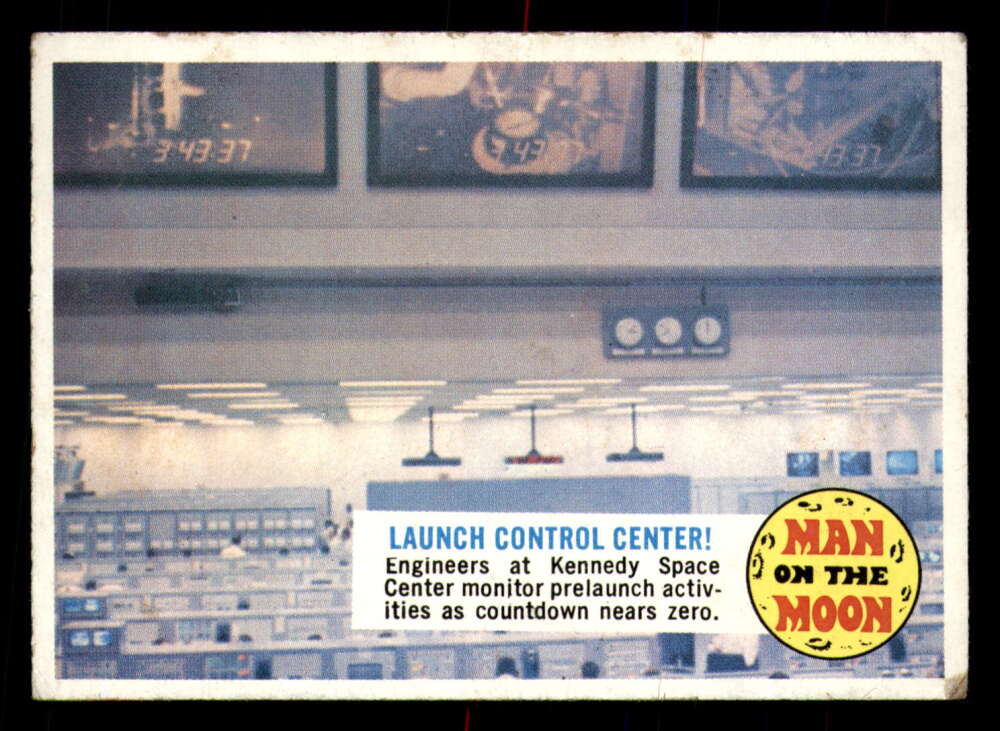 3 43:37
3 43
43 37
LAUNCH CONTROL CENTER!
Engineers at Kennedy Space
Center monitor prelaunch activ-
ities as countdown nears zero.
MAN
ON THE
MOON